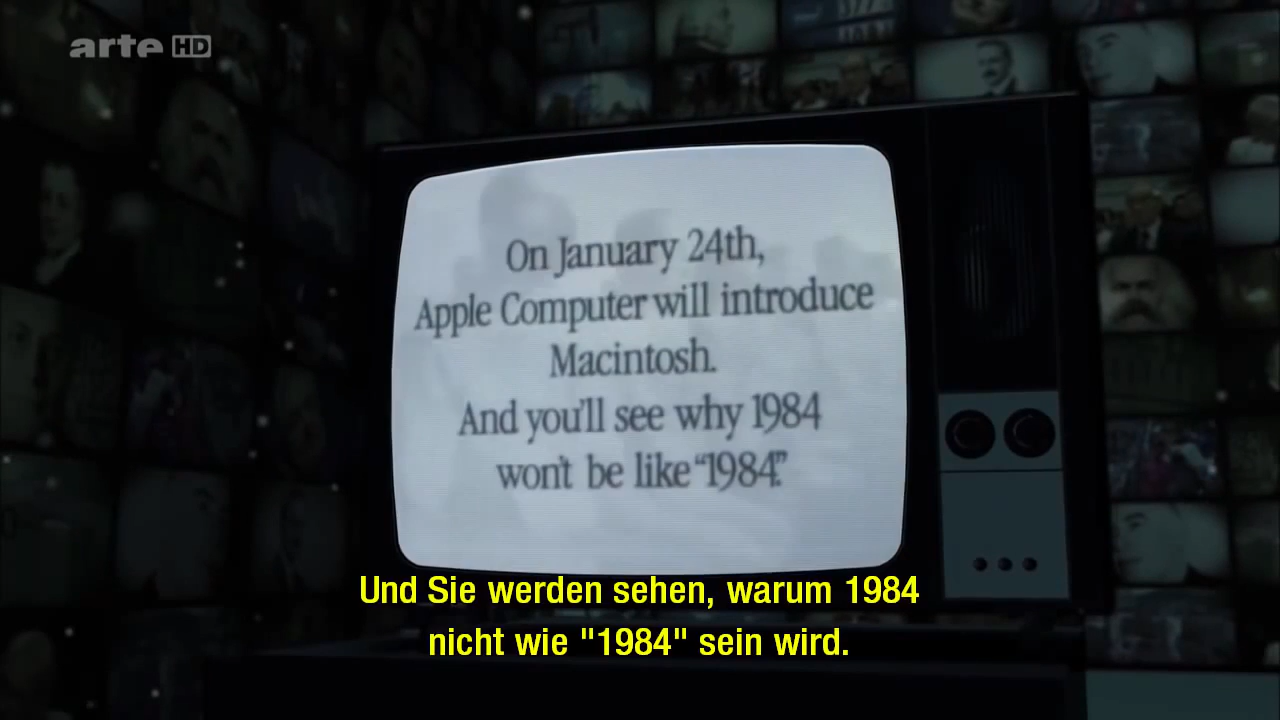 arte HD
On January 24th,
Apple Computer will introduce
Macintosh.
And you'll see why 1984
won't be like “1984.”
Und Sie werden sehen, warum 1984
nicht wie "1984" sein wird.